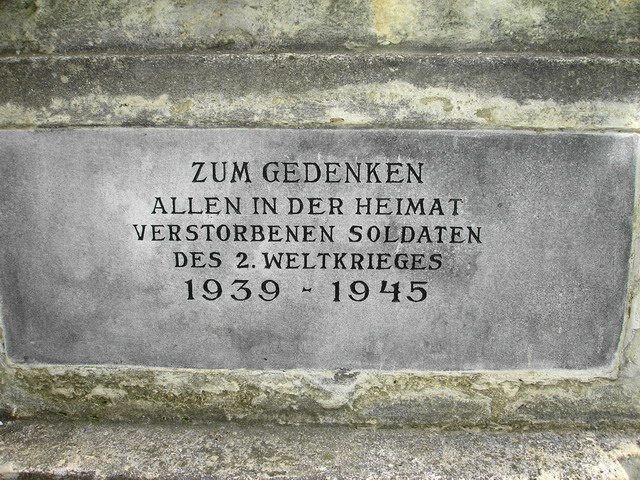 ZUM GEDENKEN
ALLEN IN DER HEIMAT
VERSTORBENEN SOLDATEN
DES 2. WELTKRIEGES
1939 - 1945